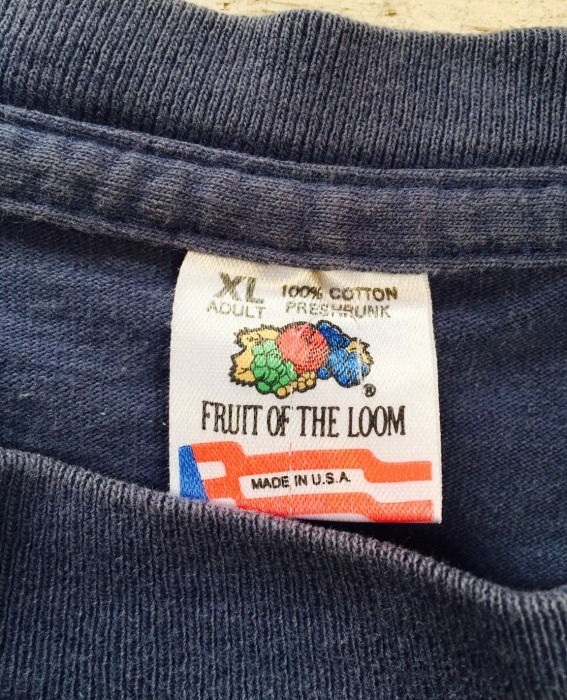 XL 100% COTTON
ADULT PRESHRUNK
®
FRUIT OF THE LOOM
MADE IN U.S.A.